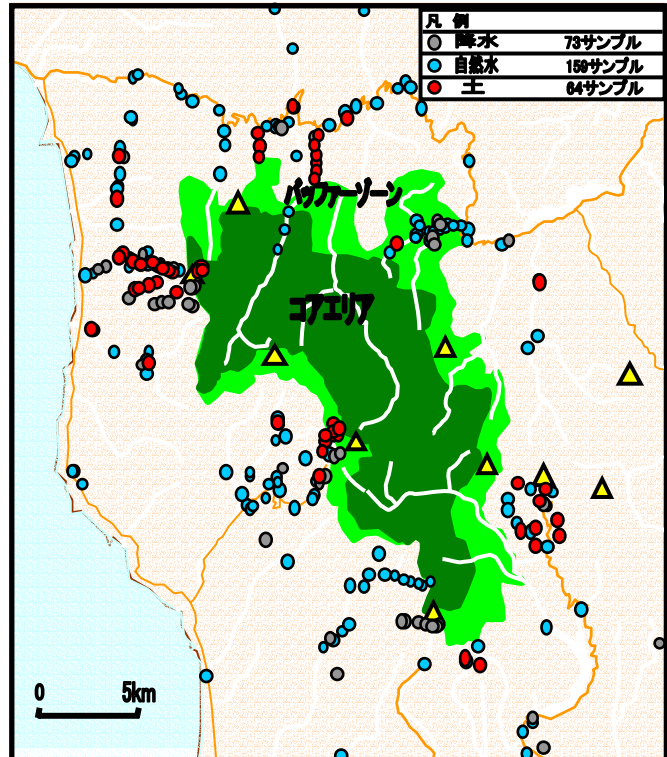 凡 例
降水 73サンプル
自然水 159サンプル
土 64サンプル
バッファーゾーン
コアエリア
0 5km